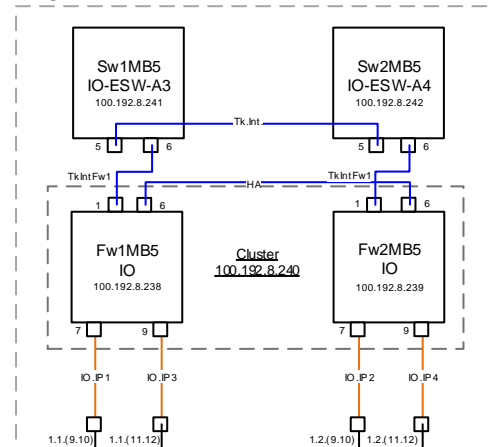 Sw1MB5
IO-ESW-A3
100.192.8.241
5
6
Sw2MB5
IO-ESW-A4
100.192.8.242
5
6
Tk.Int.
TkIntFw1
TkIntFw1
HA
1
6
1
6
Fw1MB5
IO
100.192.8.238
Cluster
100.192.8.240
Fw2MB5
IO
100.192.8.239
7
9
7
9
IO.IP1
IO.IP3
IO.IP2
IO.IP4
1.1.(9.10)
1.1.(11.12)
1.2.(9.10)
1.2.(11.12)